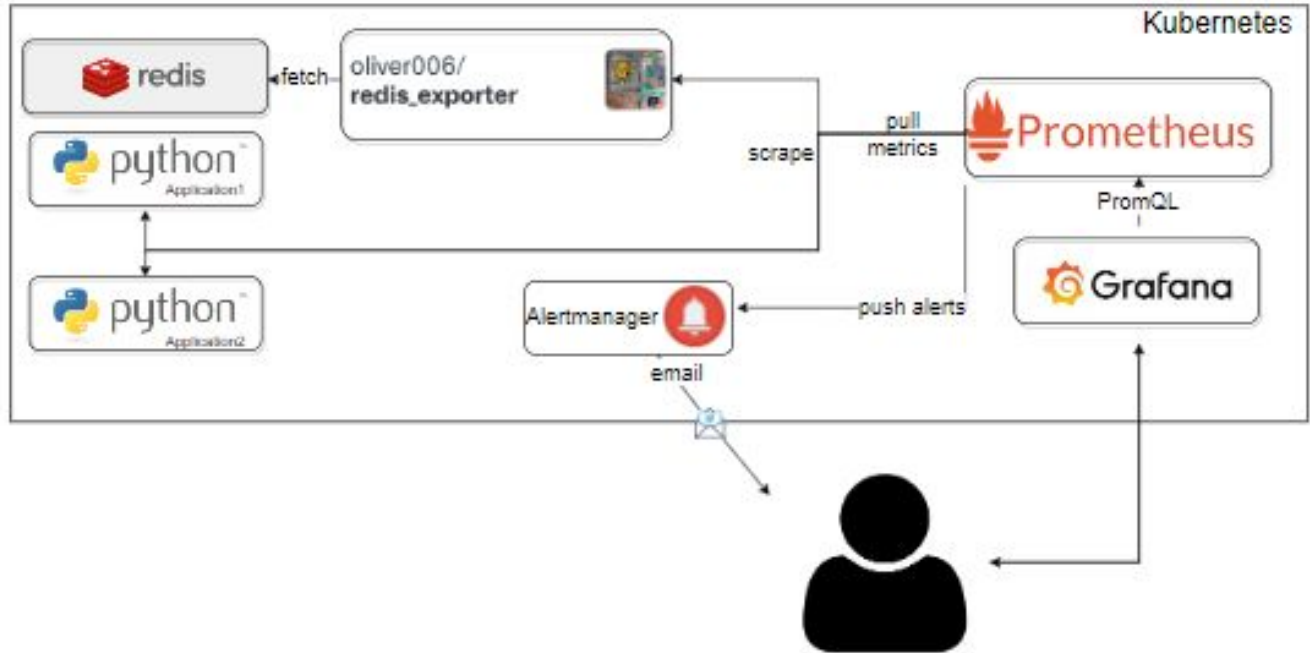 Kubernetes
redis
fetch
oliver006/
redis_exporter
python
Application1
python
Application2
scrape
pull
metrics
Prometheus
PromQL
Grafana
Alertmanager
push alerts
email